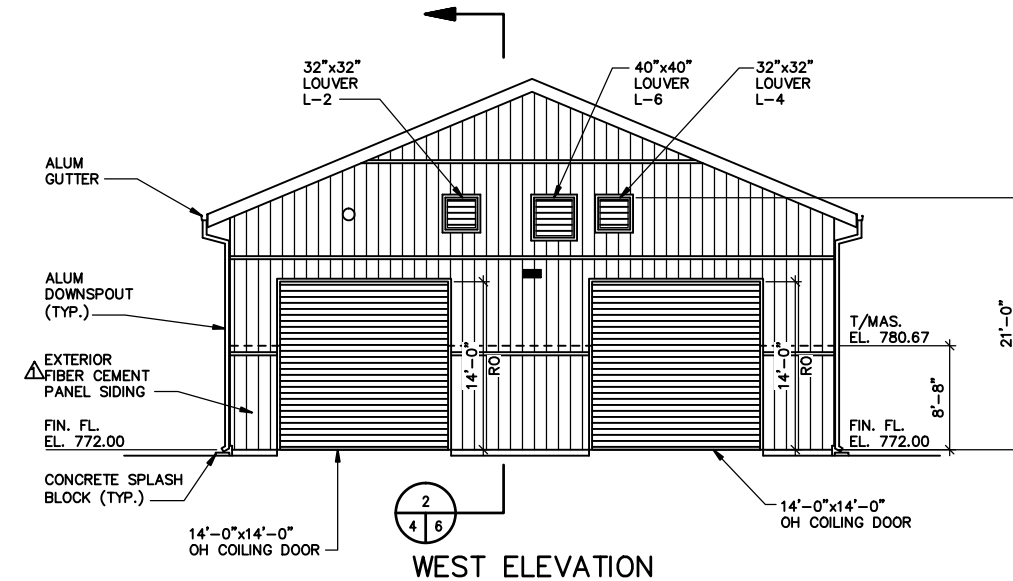 32"x32"
LOUVER
L-2
40"x40"
LOUVER
L-6
32"x32"
LOUVER
L-4
ALUM
GUTTER
ALUM
DOWNSPOUT
(TYP.)
1
EXTERIOR
FIBER CEMENT
PANEL SIDING
FIN. FL.
EL. 772.00
CONCRETE SPLASH
BLOCK (TYP.)
14'-0"x14'-0"
OH COILING DOOR
14'-0"
RO
14'-0"
RO
T/MAS.
EL. 780.67
8'-8"
21'-0"
FIN. FL.
EL. 772.00
14'-0"x14'-0"
OH COILING DOOR
2
4 6
WEST ELEVATION